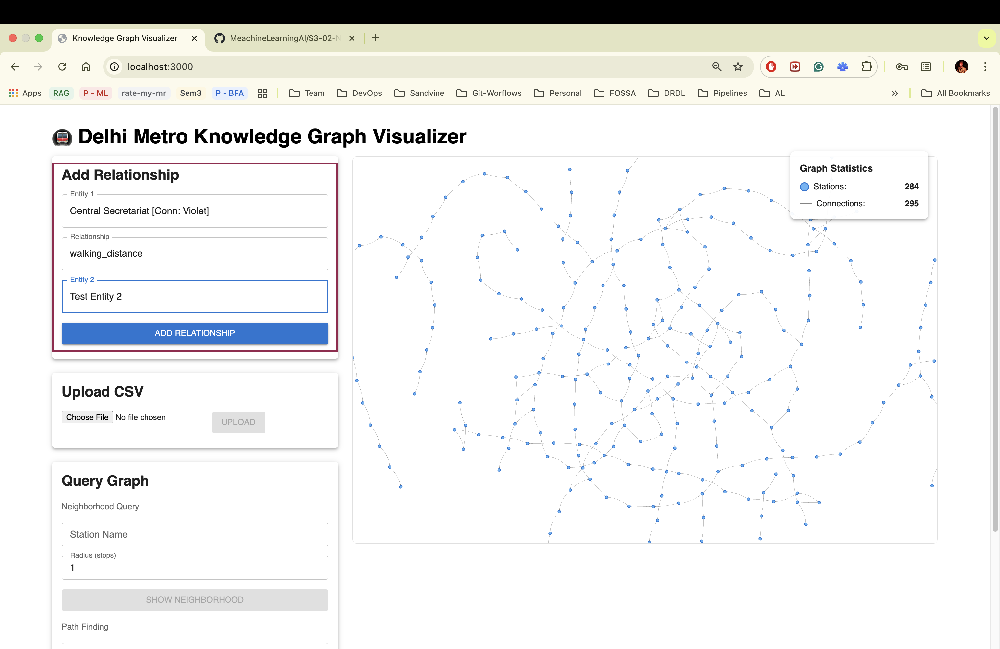 Knowledge Graph Visualizer
MeachineLearningAI/S3-02-N
localhost:3000
Apps
RAG
P - ML
rate-my-mr
Sem3
P - BFA
Team
DevOps
Sandvine
Git-Worflows
Personal
FOSSA
DRDL
Pipelines
AL
All Bookmarks
Delhi Metro Knowledge Graph Visualizer
Add Relationship
Entity 1
Central Secretariat [Conn: Violet]
Relationship
walking_distance
Entity 2
Test Entity 2
ADD RELATIONSHIP
Graph Statistics
Stations: 284
Connections: 295
Upload CSV
Choose File No file chosen
UPLOAD
Query Graph
Neighborhood Query
Station Name
Radius (stops)
1
SHOW NEIGHBORHOOD
Path Finding